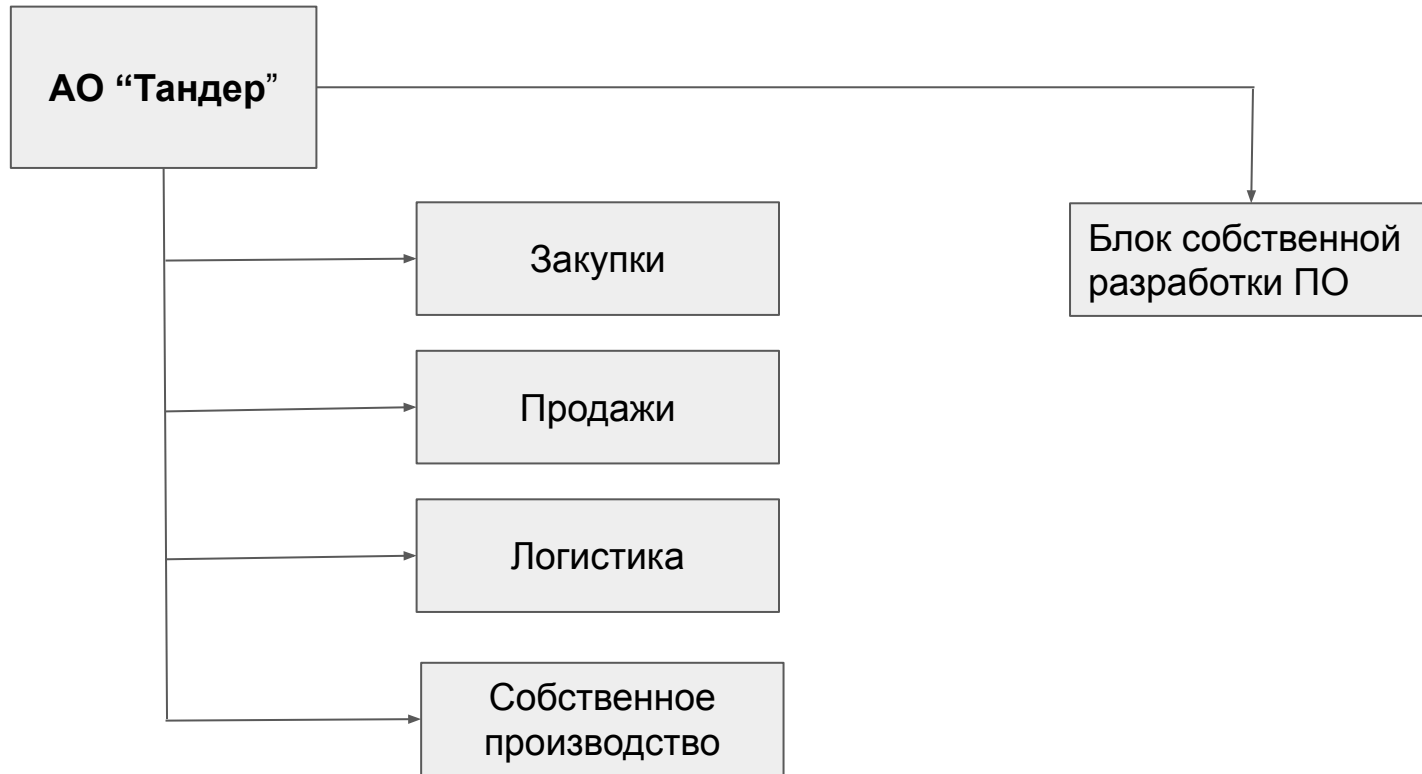 АО “Тандер”
Закупки
Блок собственной
разработки ПО
Продажи
Логистика
Собственное
производство